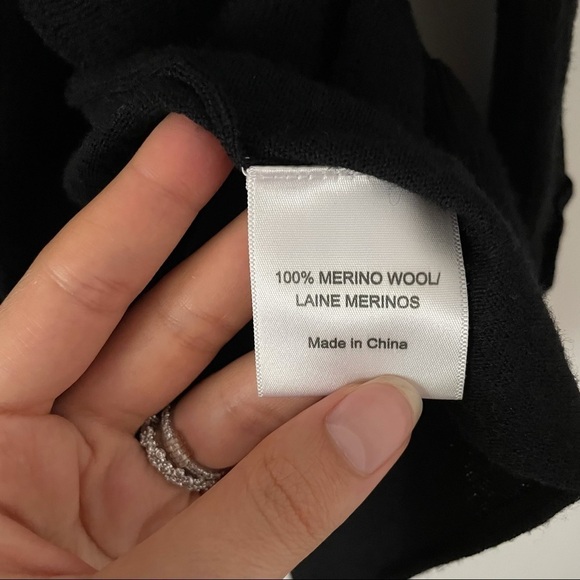 100% MERINO WOOL/
LAINE MERINOS
Made in China